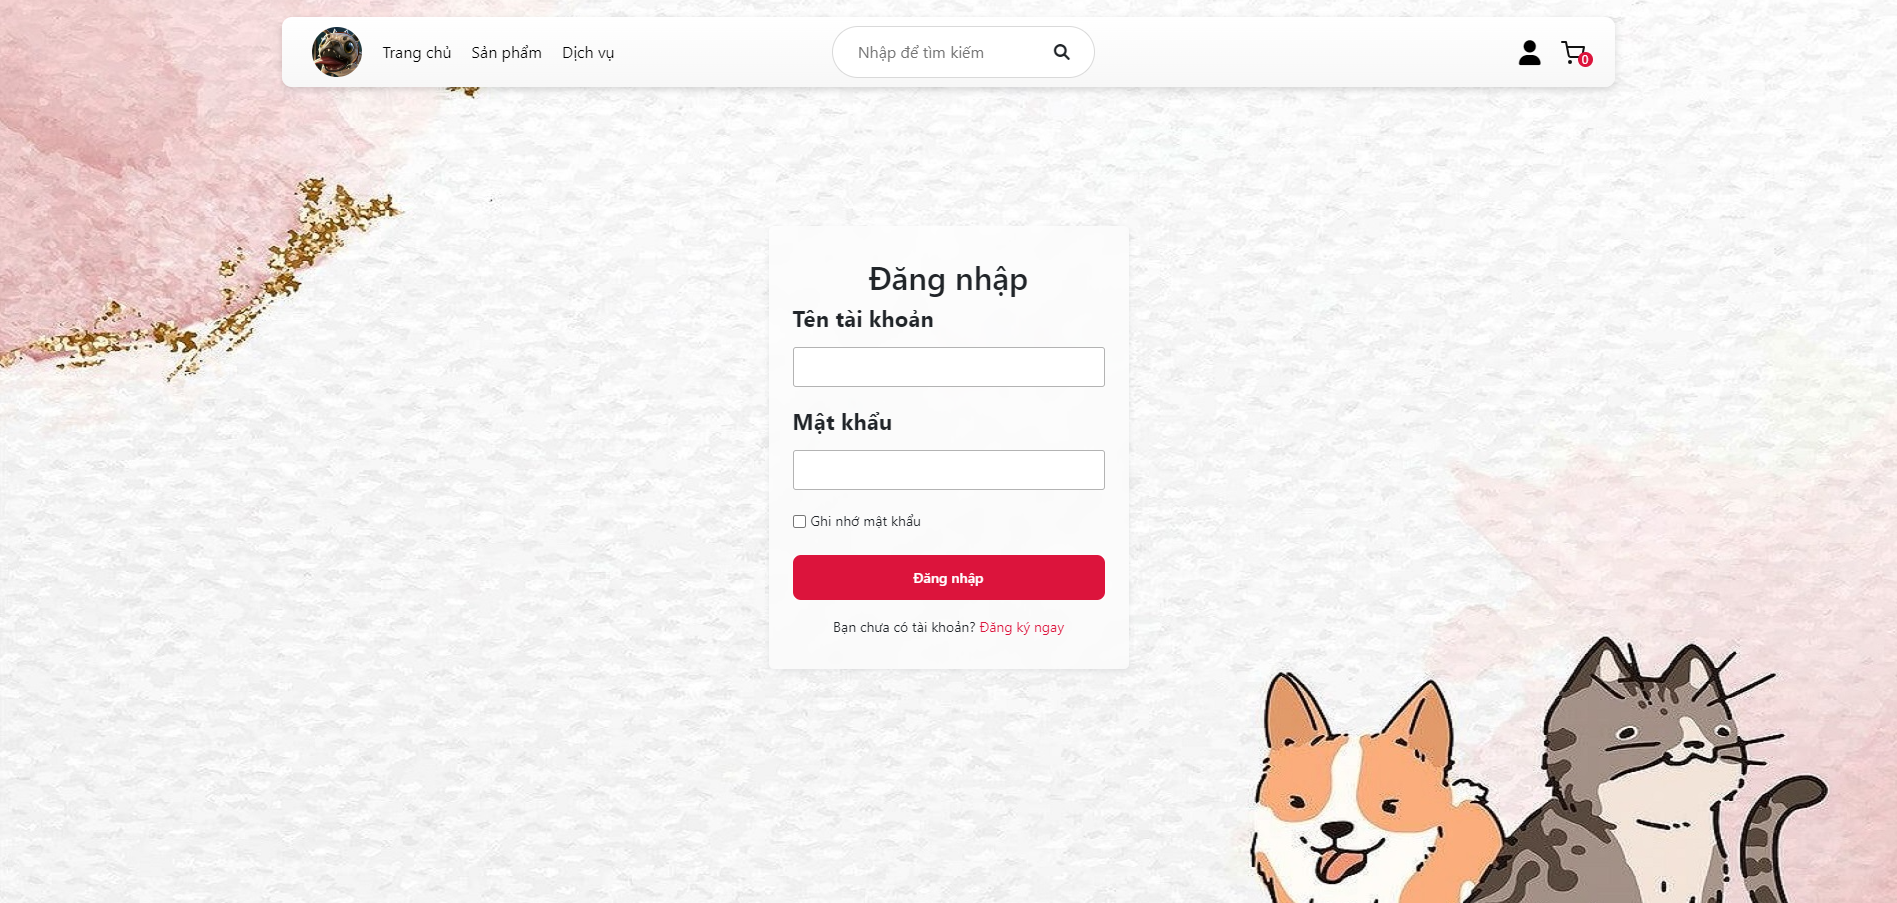 Trang chủ Sản phẩm Dịch vụ Nhập để tìm kiếm 0
Đăng nhập
Tên tài khoản
Mật khẩu
Ghi nhớ mật khẩu
Đăng nhập
Bạn chưa có tài khoản? Đăng ký ngay